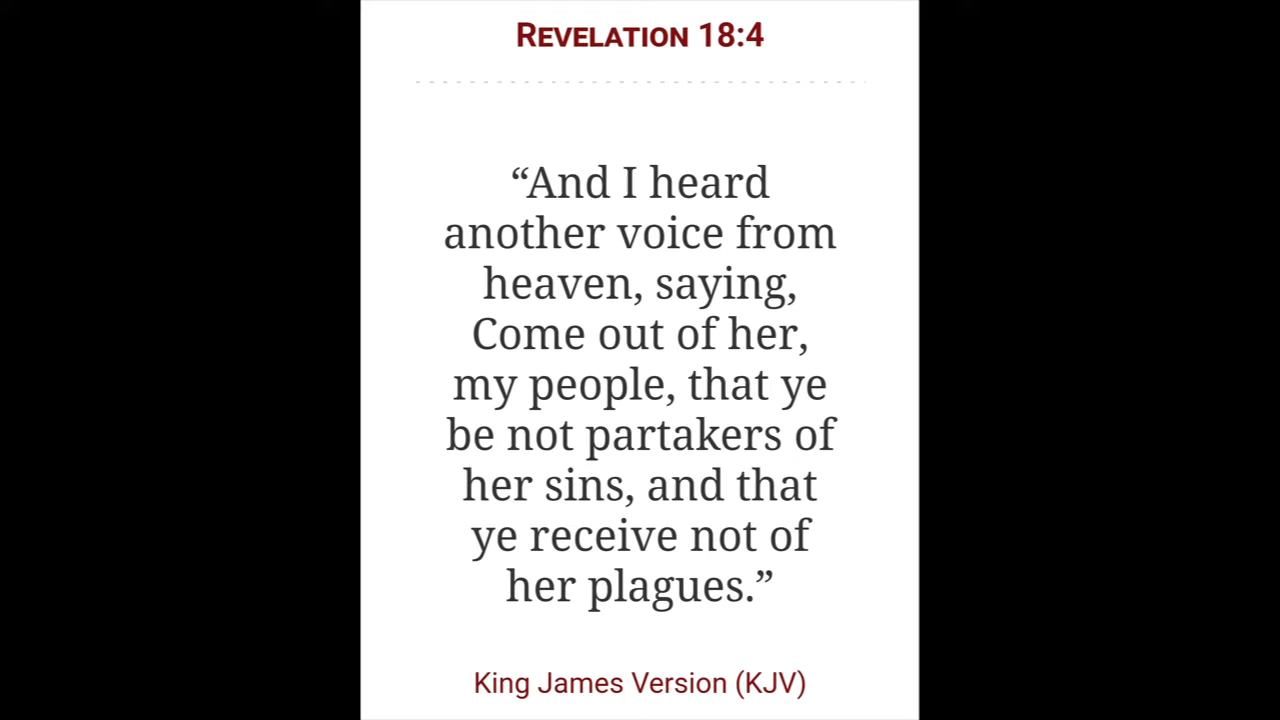 REVELATION 18:4
“And I heard
another voice from
heaven, saying,
Come out of her,
my people, that ye
be not partakers of
her sins, and that
ye receive not of
her plagues.”
King James Version (KJV)